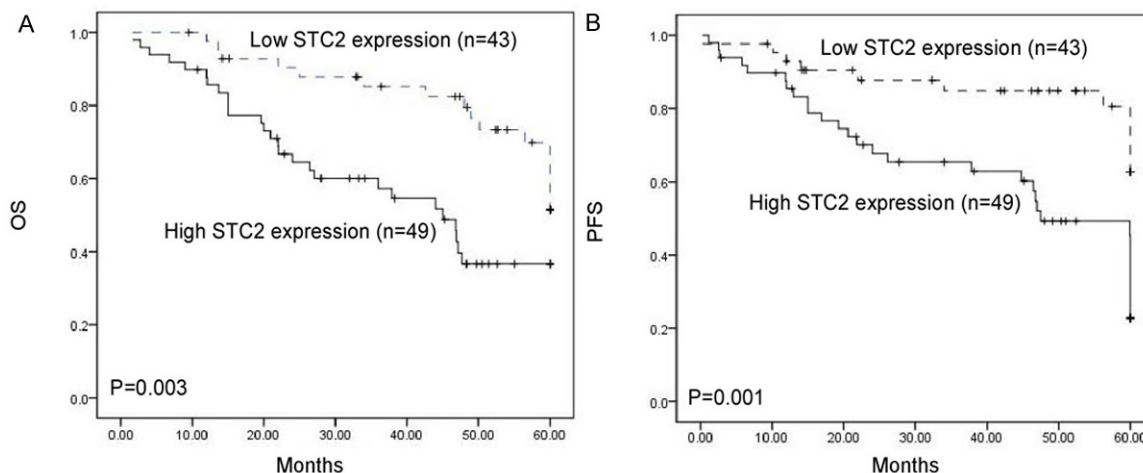 A
1.0
0.8
0.6
0.4
0.2
0.0
OS
Low STC2 expression (n=43)
High STC2 expression (n=49)
P=0.003
0.00 10.00 20.00 30.00 40.00 50.00 60.00
Months
B
1.0
0.8
0.6
0.4
0.2
0.0
PFS
Low STC2 expression (n=43)
High STC2 expression (n=49)
P=0.001
0.00 10.00 20.00 30.00 40.00 50.00 60.00
Months